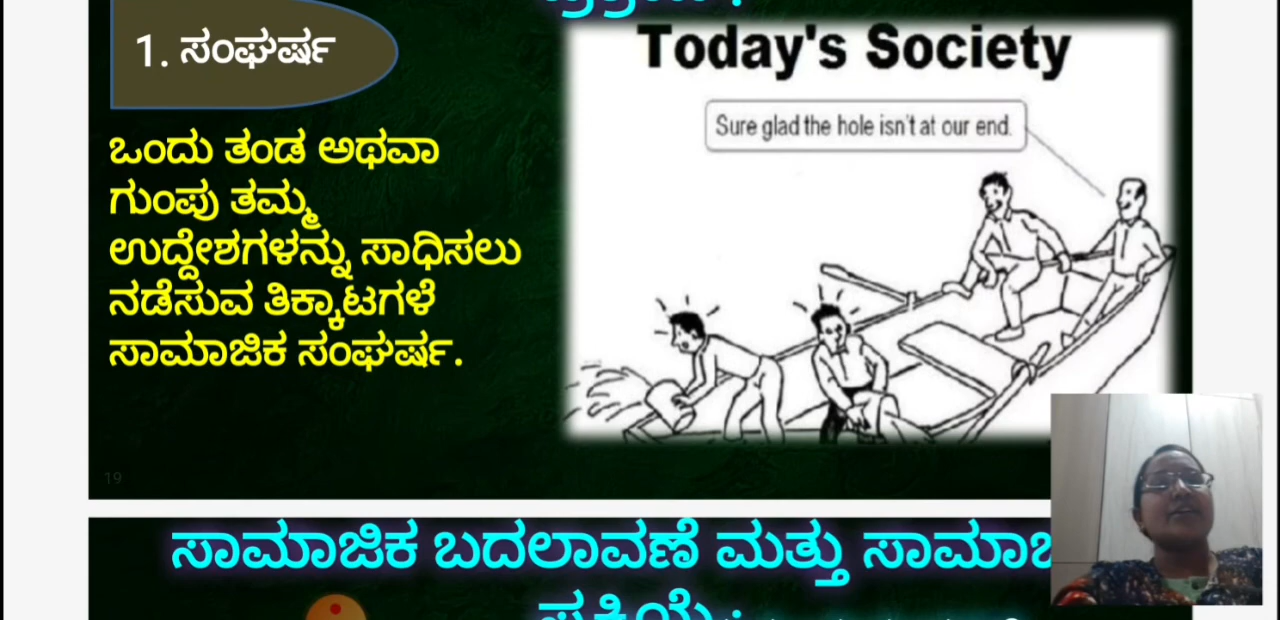 1. ಸಂಘರ್ಷ
Today's Society
Sure glad the hole isn't at our end.
ಒಂದು ತಂಡ ಅಥವಾ
ಗುಂಪು ತಮ್ಮ
ಉದ್ದೇಶಗಳನ್ನು ಸಾಧಿಸಲು
ನಡೆಸುವ ತಿಕ್ಕಾಟಗಳೆ
ಸಾಮಾಜಿಕ ಸಂಘರ್ಷ.
19
ಸಾಮಾಜಿಕ ಬದಲಾವಣೆ ಮತ್ತು